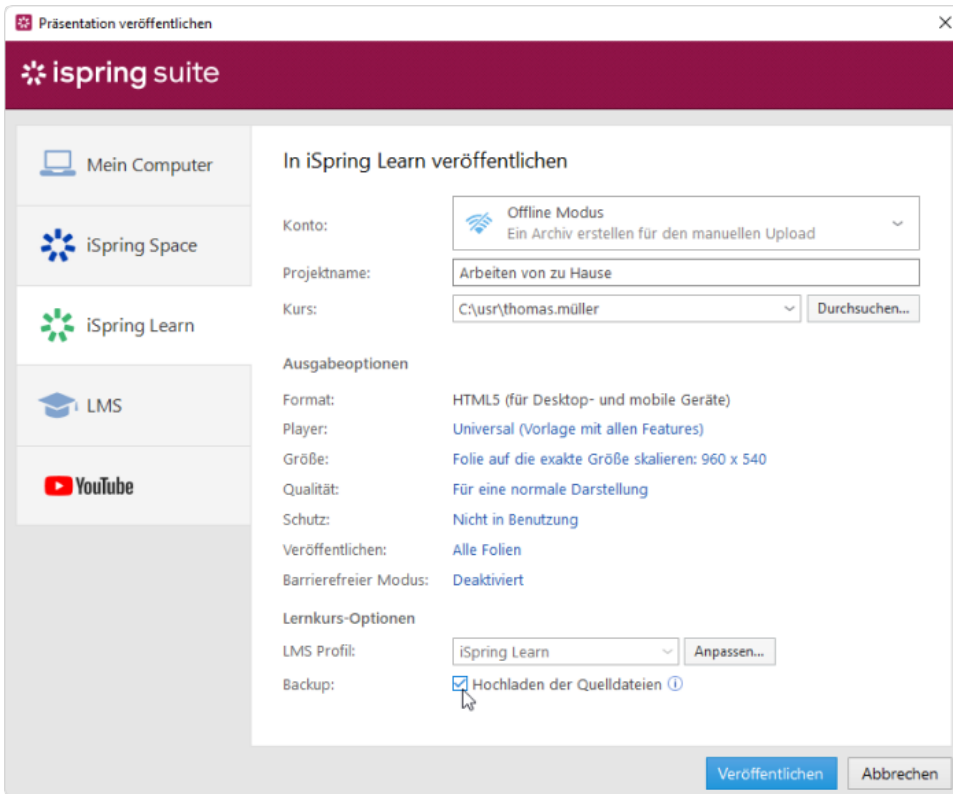 Präsentation veröffentlichen
ispring suite
Mein Computer
iSpring Space
iSpring Learn
LMS
YouTube
In iSpring Learn veröffentlichen
Konto:
Offline Modus
Ein Archiv erstellen für den manuellen Upload
Projektname: Arbeiten von zu Hause
Kurs: C:\usr\thomas.müller Durchsuchen...
Ausgabeoptionen
Format: HTML5 (für Desktop- und mobile Geräte)
Player: Universal (Vorlage mit allen Features)
Größe: Folie auf die exakte Größe skalieren: 960 x 540
Qualität: Für eine normale Darstellung
Schutz: Nicht in Benutzung
Veröffentlichen: Alle Folien
Barrierefreier Modus: Deaktiviert
Lernkurs-Optionen
LMS Profil: iSpring Learn Anpassen...
Backup: Hochladen der Quelldateien
Veröffentlichen Abbrechen